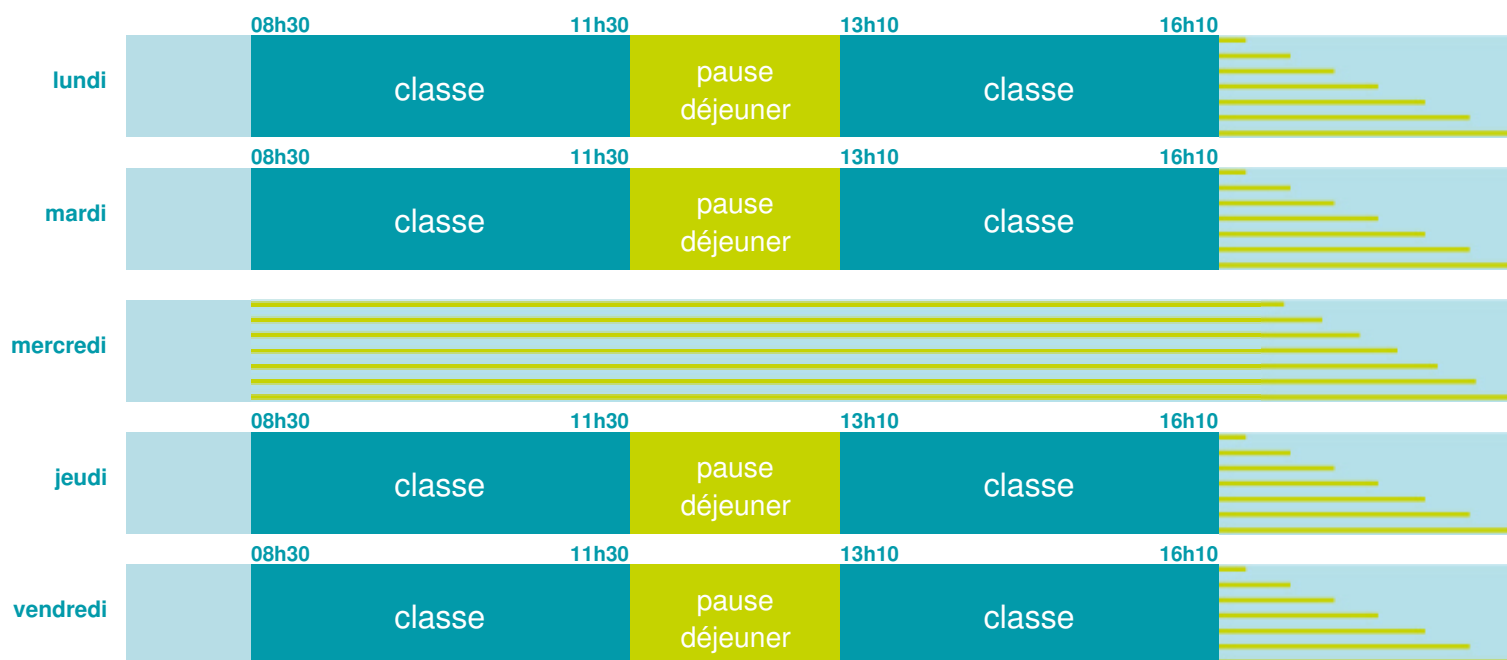 08h30 11h30 13h10 16h10
lundi classe pause déjeuner classe
08h30 11h30 13h10 16h10
mardi classe pause déjeuner classe
mercredi
08h30 11h30 13h10 16h10
jeudi classe pause déjeuner classe
08h30 11h30 13h10 16h10
vendredi classe pause déjeuner classe